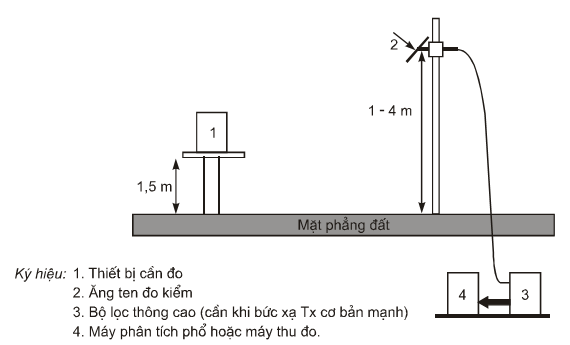 2
1 - 4 m
1
1,5 m
Mặt phẳng đất
Ký hiệu: 1. Thiết bị cần đo
2. Ăng ten đo kiểm
3. Bộ lọc thông cao (cần khi bức xạ Tx cơ bản mạnh)
4. Máy phân tích phổ hoặc máy thu đo.
4
3